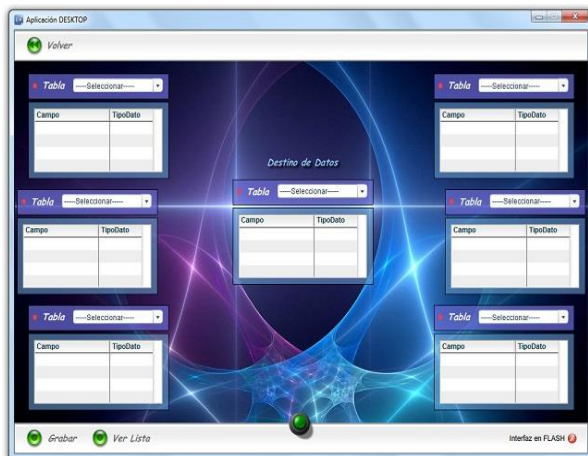 Aplicación DESKTOP
Volver
Tabla -----Seleccionar-----
Campo TipoDato
Tabla -----Seleccionar-----
Campo TipoDato
Destino de Datos
Tabla -----Seleccionar-----
Campo TipoDato
Tabla -----Seleccionar-----
Campo TipoDato
Tabla -----Seleccionar-----
Campo TipoDato
Tabla -----Seleccionar-----
Campo TipoDato
Tabla -----Seleccionar-----
Campo TipoDato
Grabar
Ver Lista
Interfaz en FLASH